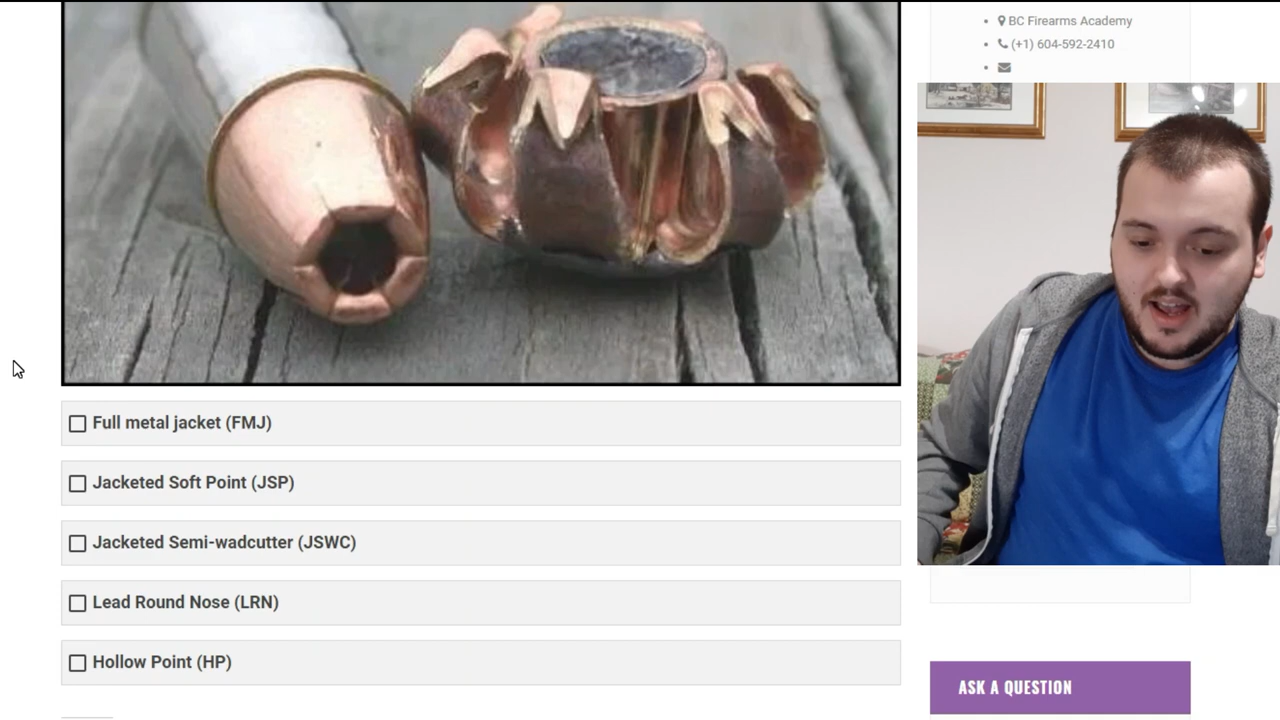 BC Firearms Academy
(+1) 604-592-2410
Full metal jacket (FMJ)
Jacketed Soft Point (JSP)
Jacketed Semi-wadcutter (JSWC)
Lead Round Nose (LRN)
Hollow Point (HP)
ASK A QUESTION